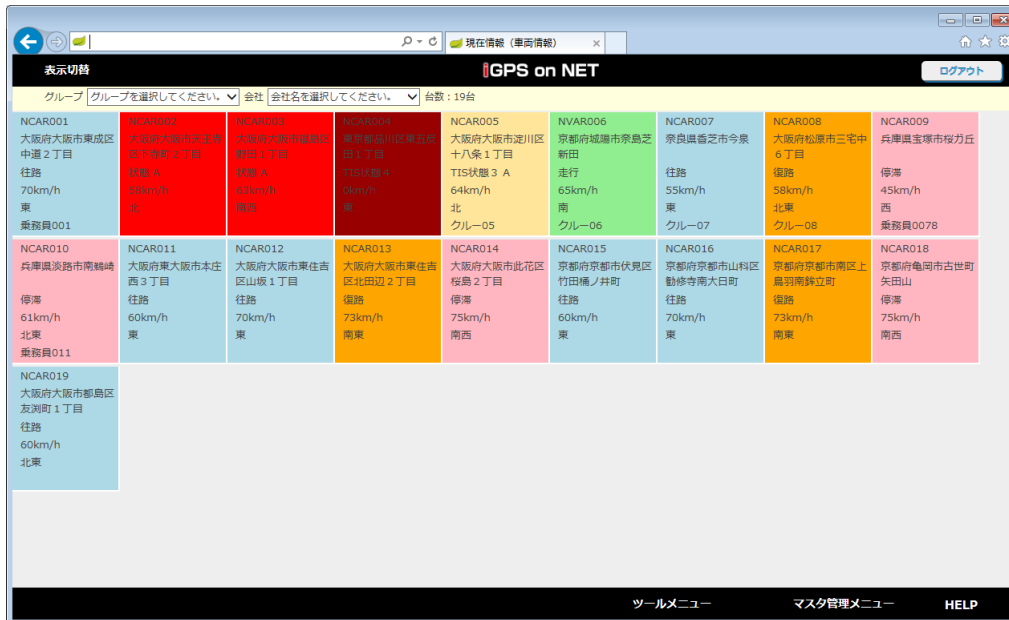 現在情報（車両情報）
表示切替
iGPS on NET
ログアウト
グループ グループを選択してください。 会社 会社名を選択してください。 台数：19台
NCAR001
大阪府大阪市東成区
中道２丁目
往路
70km/h
東
乗務員001
NCAR002
大阪府大阪市天王寺
区下寺町２丁目
状態 A
58km/h
北
NCAR003
大阪府大阪市福島区
野田１丁目
状態 A
63km/h
南西
NCAR004
東京都品川区東五反
田１丁目
TIS状態４
0km/h
東
NCAR005
大阪府大阪市淀川区
十八条１丁目
TIS状態３ A
64km/h
北
クルー05
NVAR006
京都府城陽市奈島芝
新田
走行
65km/h
南
クルー06
NCAR007
奈良県香芝市今泉
往路
55km/h
東
クルー07
NCAR008
大阪府松原市三宅中
６丁目
復路
58km/h
北東
クルー08
NCAR009
兵庫県宝塚市桜ガ丘
停滞
45km/h
西
乗務員0078
NCAR010
兵庫県淡路市南鵜崎
停滞
61km/h
北東
乗務員011
NCAR011
大阪府東大阪市本庄
西３丁目
往路
60km/h
東
NCAR012
大阪府大阪市東住吉
区山坂１丁目
往路
70km/h
東
NCAR013
大阪府大阪市東住吉
区北田辺２丁目
復路
73km/h
南東
NCAR014
大阪府大阪市此花区
桜島２丁目
停滞
75km/h
南西
NCAR015
京都府京都市伏見区
竹田桶ノ井町
往路
60km/h
東
NCAR016
京都府京都市山科区
勧修寺南大日町
往路
70km/h
東
NCAR017
京都府京都市南区上
鳥羽南鉾立町
復路
73km/h
南東
NCAR018
京都府亀岡市古世町
矢田山
停滞
75km/h
南西
NCAR019
大阪府大阪市都島区
友渕町１丁目
往路
60km/h
北東
ツールメニュー マスタ管理メニュー HELP